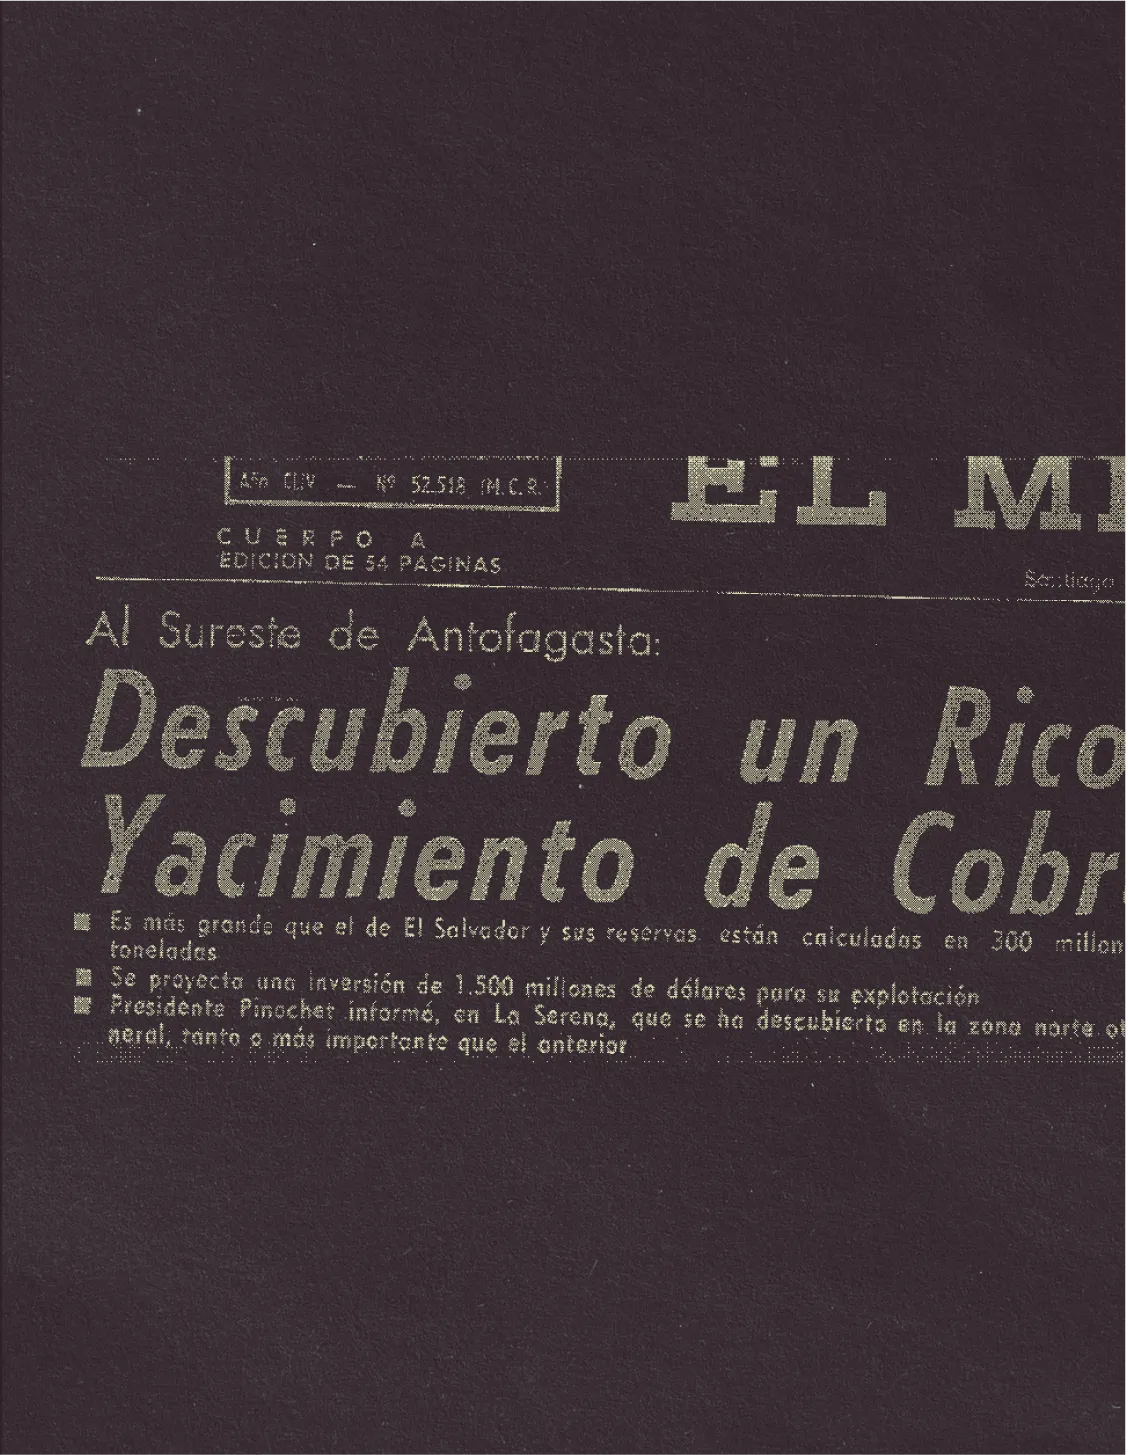 Año CLIV — Nº 52.518 (M.C.R.
EL MI
CUERPO A
EDICION DE 54 PAGINAS
Santiago
Al Sureste de Antofagasta:
Descubierto un Rico
Yacimiento de Cobr
■ Es más grande que el de El Salvador y sus reservas están calculadas en 300 millon
toneladas
■ Se proyecta una inversión de 1.500 millones de dólares para su explotación
■ Presidente Pinochet informó, en La Serena, que se ha descubierto en la zona norte ot
neral, tanto o más importante que el anterior